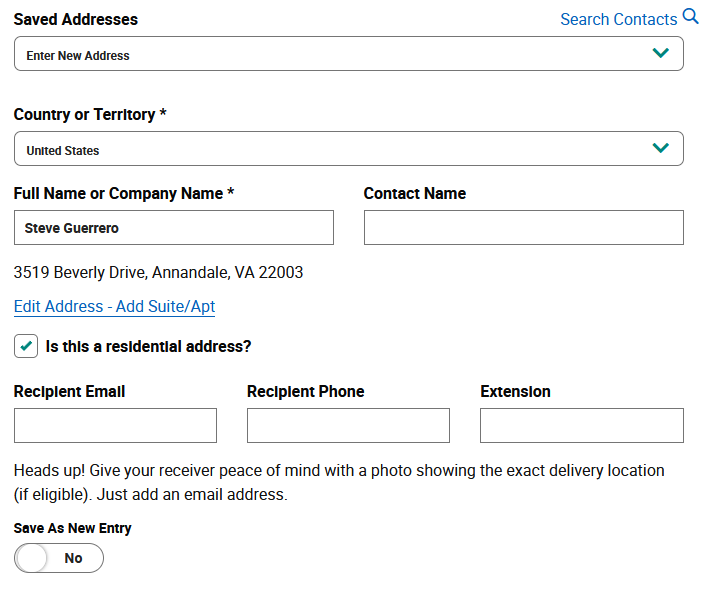 Saved Addresses
Search Contacts
Enter New Address
Country or Territory *
United States
Full Name or Company Name *
Contact Name
Steve Guerrero
3519 Beverly Drive, Annandale, VA 22003
Edit Address - Add Suite/Apt
Is this a residential address?
Recipient Email
Recipient Phone
Extension
Heads up! Give your receiver peace of mind with a photo showing the exact delivery location
(if eligible). Just add an email address.
Save As New Entry
No